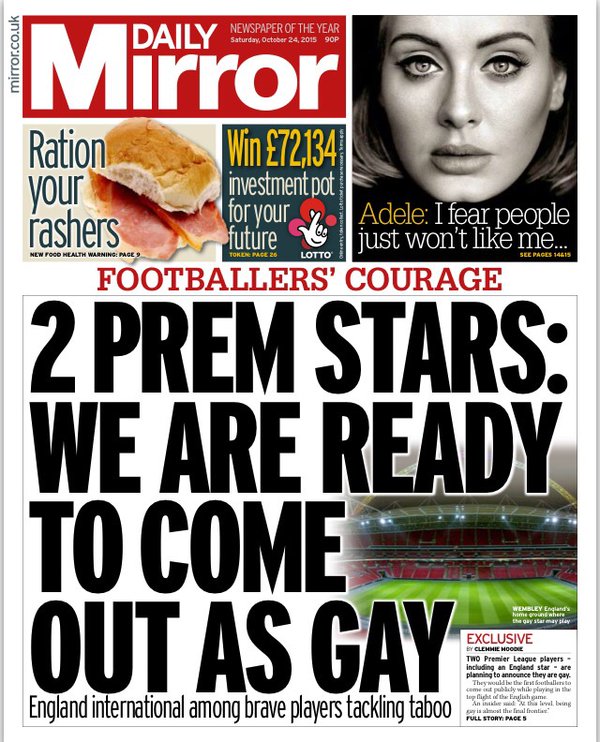 mirror.co.uk
DAILY
Mirror
NEWSPAPER OF THE YEAR
Saturday, October 24, 2015 90P
Ration
your
rashers
NEW FOOD HEALTH WARNING: PAGE 9
Win £72,134
investment pot
for your
future
TOKEN: PAGE 26
LOTTO
Adele: I fear people
just won't like me...
SEE PAGES 14&15
FOOTBALLERS' COURAGE
2 PREM STARS:
WE ARE READY
TO COME
OUT AS GAY
WEMBLEY England's
home ground where
the gay star may play
England international among brave players tackling taboo
EXCLUSIVE
BY CLEMMIE MOODIE
TWO Premier League players –
including an England star – are
planning to announce they are gay.
They would be the first footballers to
come out publicly while playing in the
top flight of the English game.
An insider said: "At this level, being
gay is almost the final frontier."
FULL STORY: PAGE 5